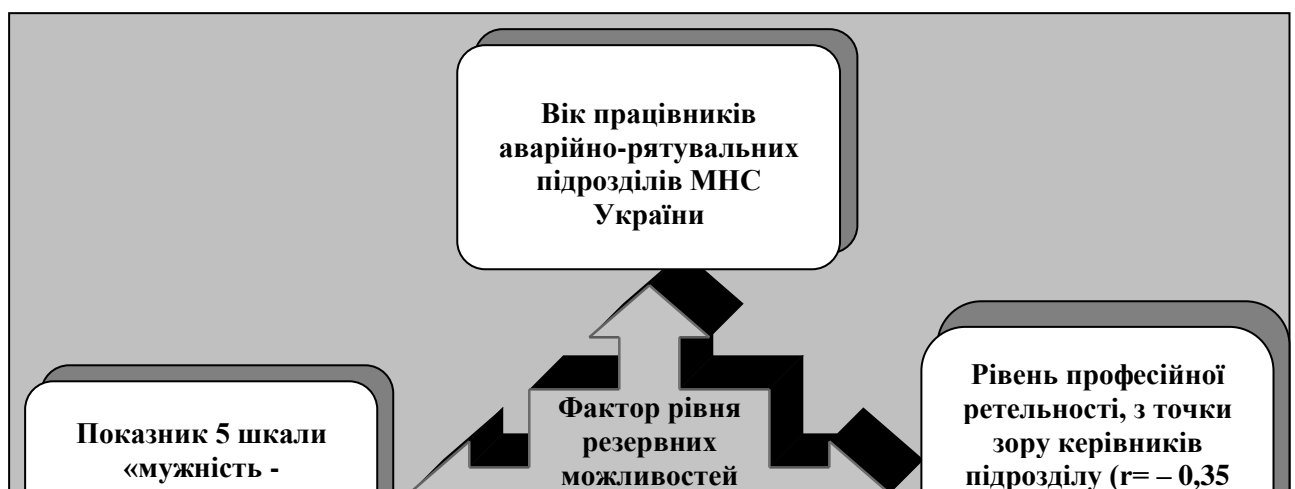 Вік працівників
аварійно-рятувальних
підрозділів МНС
України
Показник 5 шкали
«мужність -
Фактор рівня
резервних
можливостей
Рівень професійної
ретельності, з точки
зору керівників
підрозділу (r= – 0,35